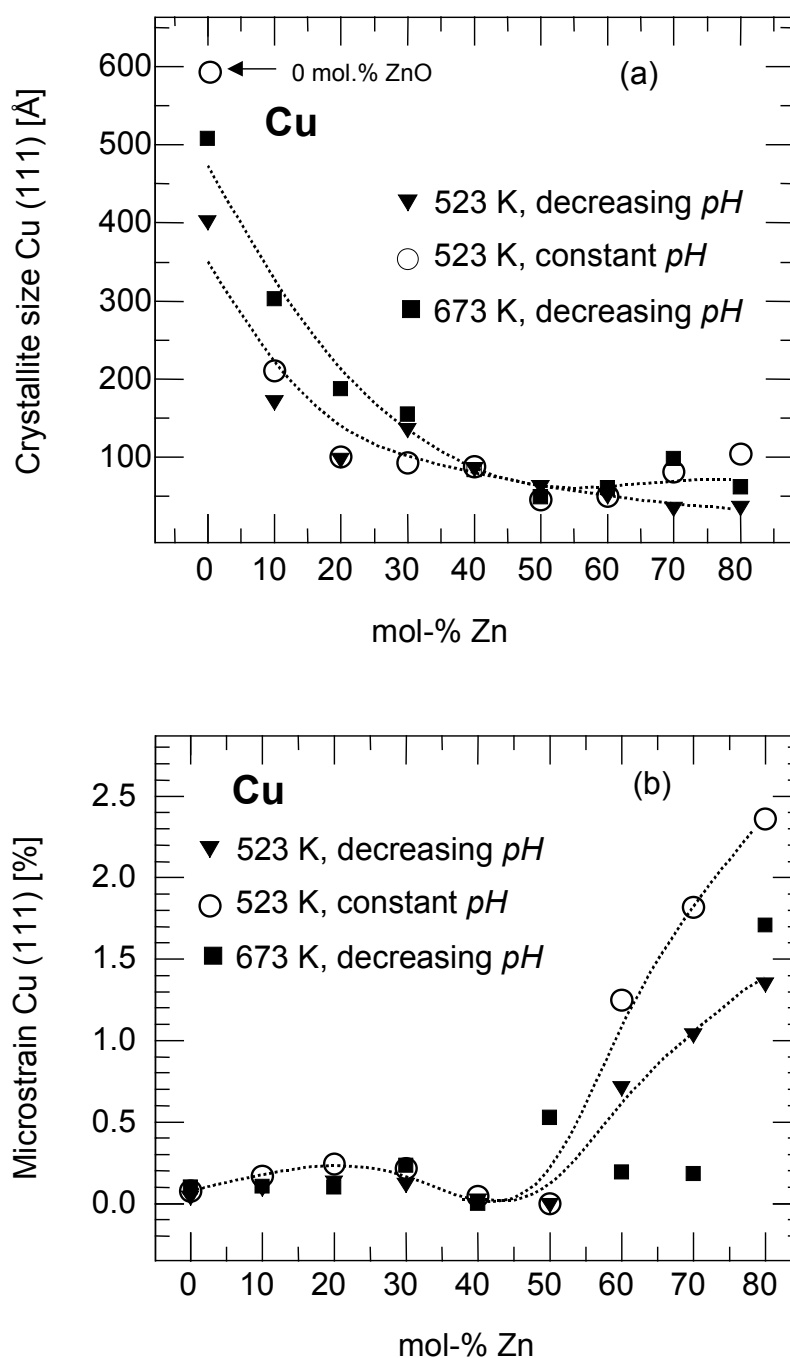 600
0 mol.% ZnO
(a)
Cu
500
523 K, decreasing pH
400
523 K, constant pH
300
673 K, decreasing pH
200
100
Crystallite size Cu (111) [Å]
0 10 20 30 40 50 60 70 80
mol-% Zn
Cu
(b)
2.5
523 K, decreasing pH
2.0
523 K, constant pH
1.5
673 K, decreasing pH
1.0
0.5
0.0
Microstrain Cu (111) [%]
0 10 20 30 40 50 60 70 80
mol-% Zn